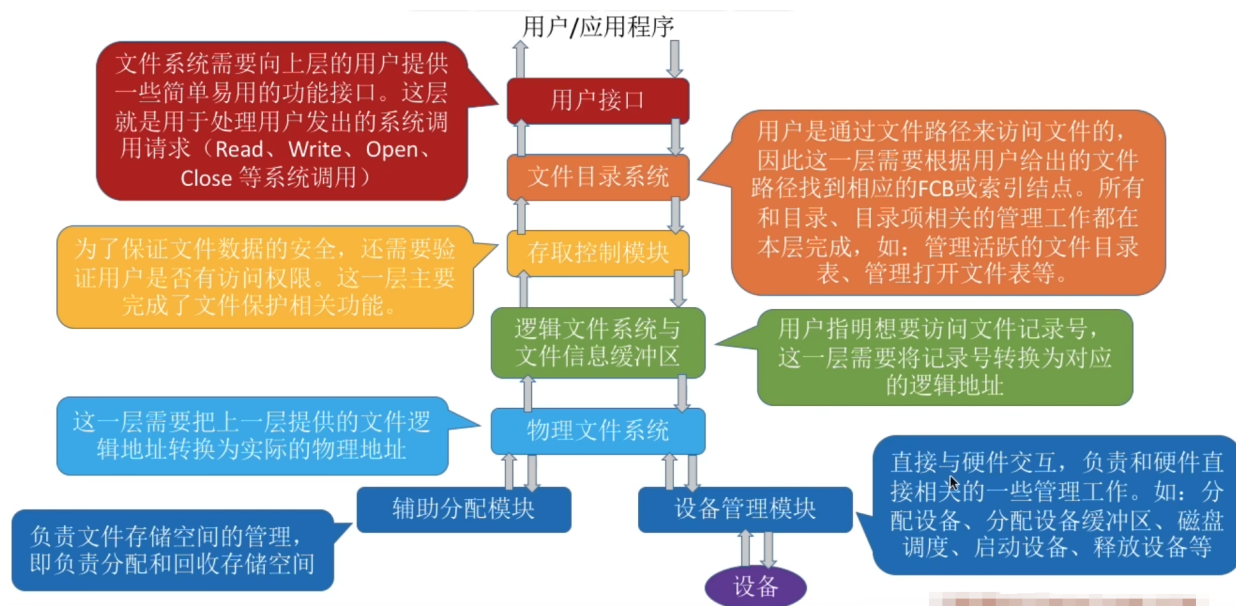 用户/应用程序
文件系统需要向上层的用户提供
一些简单易用的功能接口。这层
就是用于处理用户发出的系统调
用请求（Read、Write、Open、
Close 等系统调用）
用户接口
文件目录系统
用户是通过文件路径来访问文件的，
因此这一层需要根据用户给出的文件
路径找到相应的FCB或索引结点。所有
和目录、目录项相关的管理工作都在
本层完成，如：管理活跃的文件目录
表、管理打开文件表等。
为了保证文件数据的安全，还需要验
证用户是否有访问权限。这一层主要
完成了文件保护相关功能。
存取控制模块
逻辑文件系统与
文件信息缓冲区
用户指明想要访问文件记录号，
这一层需要将记录号转换为对应
的逻辑地址
这一层需要把上一层提供的文件逻
辑地址转换为实际的物理地址
物理文件系统
辅助分配模块
设备管理模块
直接与硬件交互，负责和硬件直
接相关的一些管理工作。如：分
配设备、分配设备缓冲区、磁盘
调度、启动设备、释放设备等
负责文件存储空间的管理，
即负责分配和回收存储空间
设备